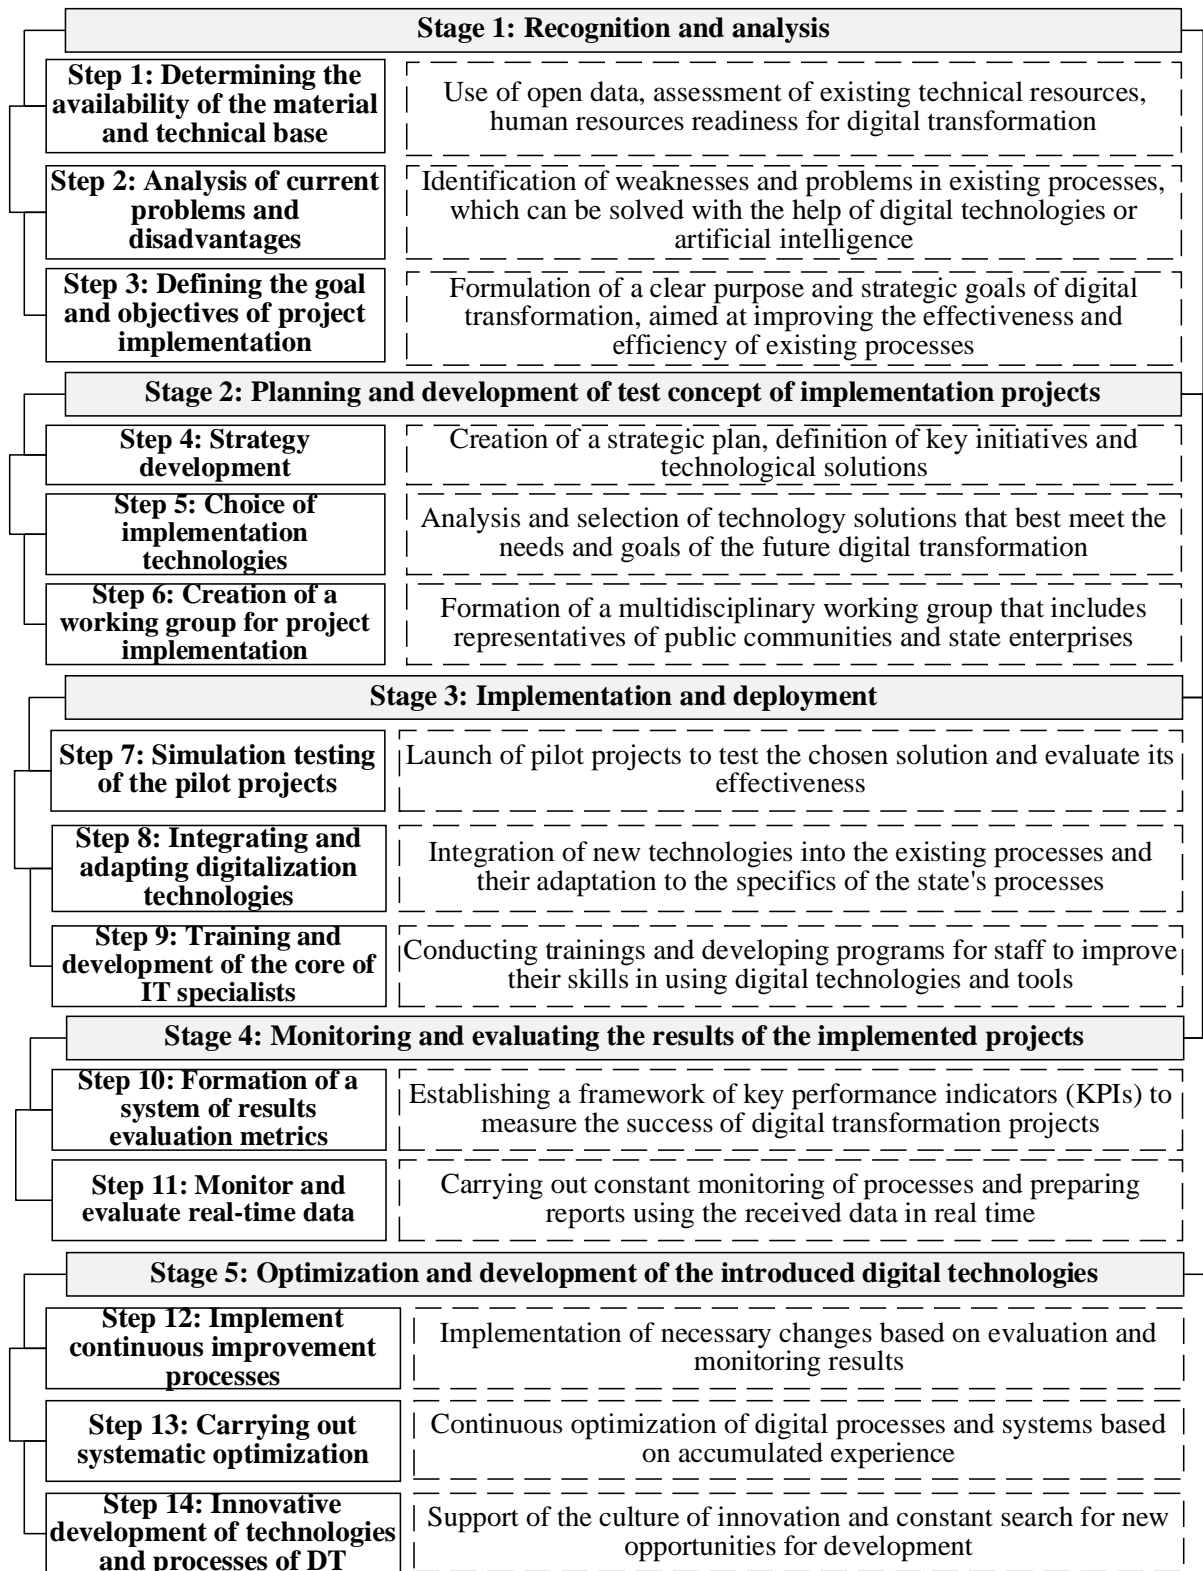 Stage 1: Recognition and analysis
Step 1: Determining the
availability of the material
and technical base
Use of open data, assessment of existing technical resources,
human resources readiness for digital transformation
Step 2: Analysis of current
problems and
disadvantages
Identification of weaknesses and problems in existing processes,
which can be solved with the help of digital technologies or
artificial intelligence
Step 3: Defining the goal
and objectives of project
implementation
Formulation of a clear purpose and strategic goals of digital
transformation, aimed at improving the effectiveness and
efficiency of existing processes
Stage 2: Planning and development of test concept of implementation projects
Step 4: Strategy
development
Creation of a strategic plan, definition of key initiatives and
technological solutions
Step 5: Choice of
implementation
technologies
Analysis and selection of technology solutions that best meet the
needs and goals of the future digital transformation
Step 6: Creation of a
working group for project
implementation
Formation of a multidisciplinary working group that includes
representatives of public communities and state enterprises
Stage 3: Implementation and deployment
Step 7: Simulation testing
of the pilot projects
Launch of pilot projects to test the chosen solution and evaluate its
effectiveness
Step 8: Integrating and
adapting digitalization
technologies
Integration of new technologies into the existing processes and
their adaptation to the specifics of the state's processes
Step 9: Training and
development of the core of
IT specialists
Conducting trainings and developing programs for staff to improve
their skills in using digital technologies and tools
Stage 4: Monitoring and evaluating the results of the implemented projects
Step 10: Formation of a
system of results
evaluation metrics
Establishing a framework of key performance indicators (KPIs) to
measure the success of digital transformation projects
Step 11: Monitor and
evaluate real-time data
Carrying out constant monitoring of processes and preparing
reports using the received data in real time
Stage 5: Optimization and development of the introduced digital technologies
Step 12: Implement
continuous improvement
processes
Implementation of necessary changes based on evaluation and
monitoring results
Step 13: Carrying out
systematic optimization
Continuous optimization of digital processes and systems based
on accumulated experience
Step 14: Innovative
development of technologies
and processes of DT
Support of the culture of innovation and constant search for new
opportunities for development